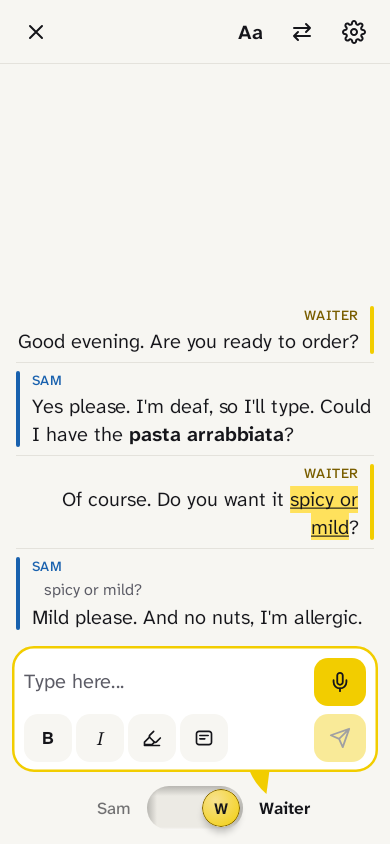 Aa
WAITER
Good evening. Are you ready to order?
SAM
Yes please. I'm deaf, so I'll type. Could
I have the pasta arrabbiata?
WAITER
Of course. Do you want it spicy or
mild?
SAM
spicy or mild?
Mild please. And no nuts, I'm allergic.
Type here...
B I
Sam W Waiter